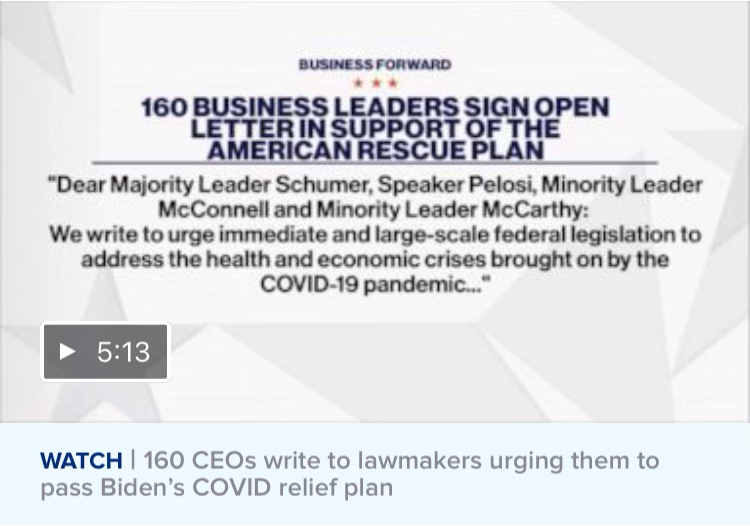 BUSINESS FORWARD
160 BUSINESS LEADERS SIGN OPEN
LETTER IN SUPPORT OF THE
AMERICAN RESCUE PLAN
"Dear Majority Leader Schumer, Speaker Pelosi, Minority Leader
McConnell and Minority Leader McCarthy:
We write to urge immediate and large-scale federal legislation to
address the health and economic crises brought on by the
COVID-19 pandemic..."
5:13
WATCH | 160 CEOs write to lawmakers urging them to
pass Biden's COVID relief plan